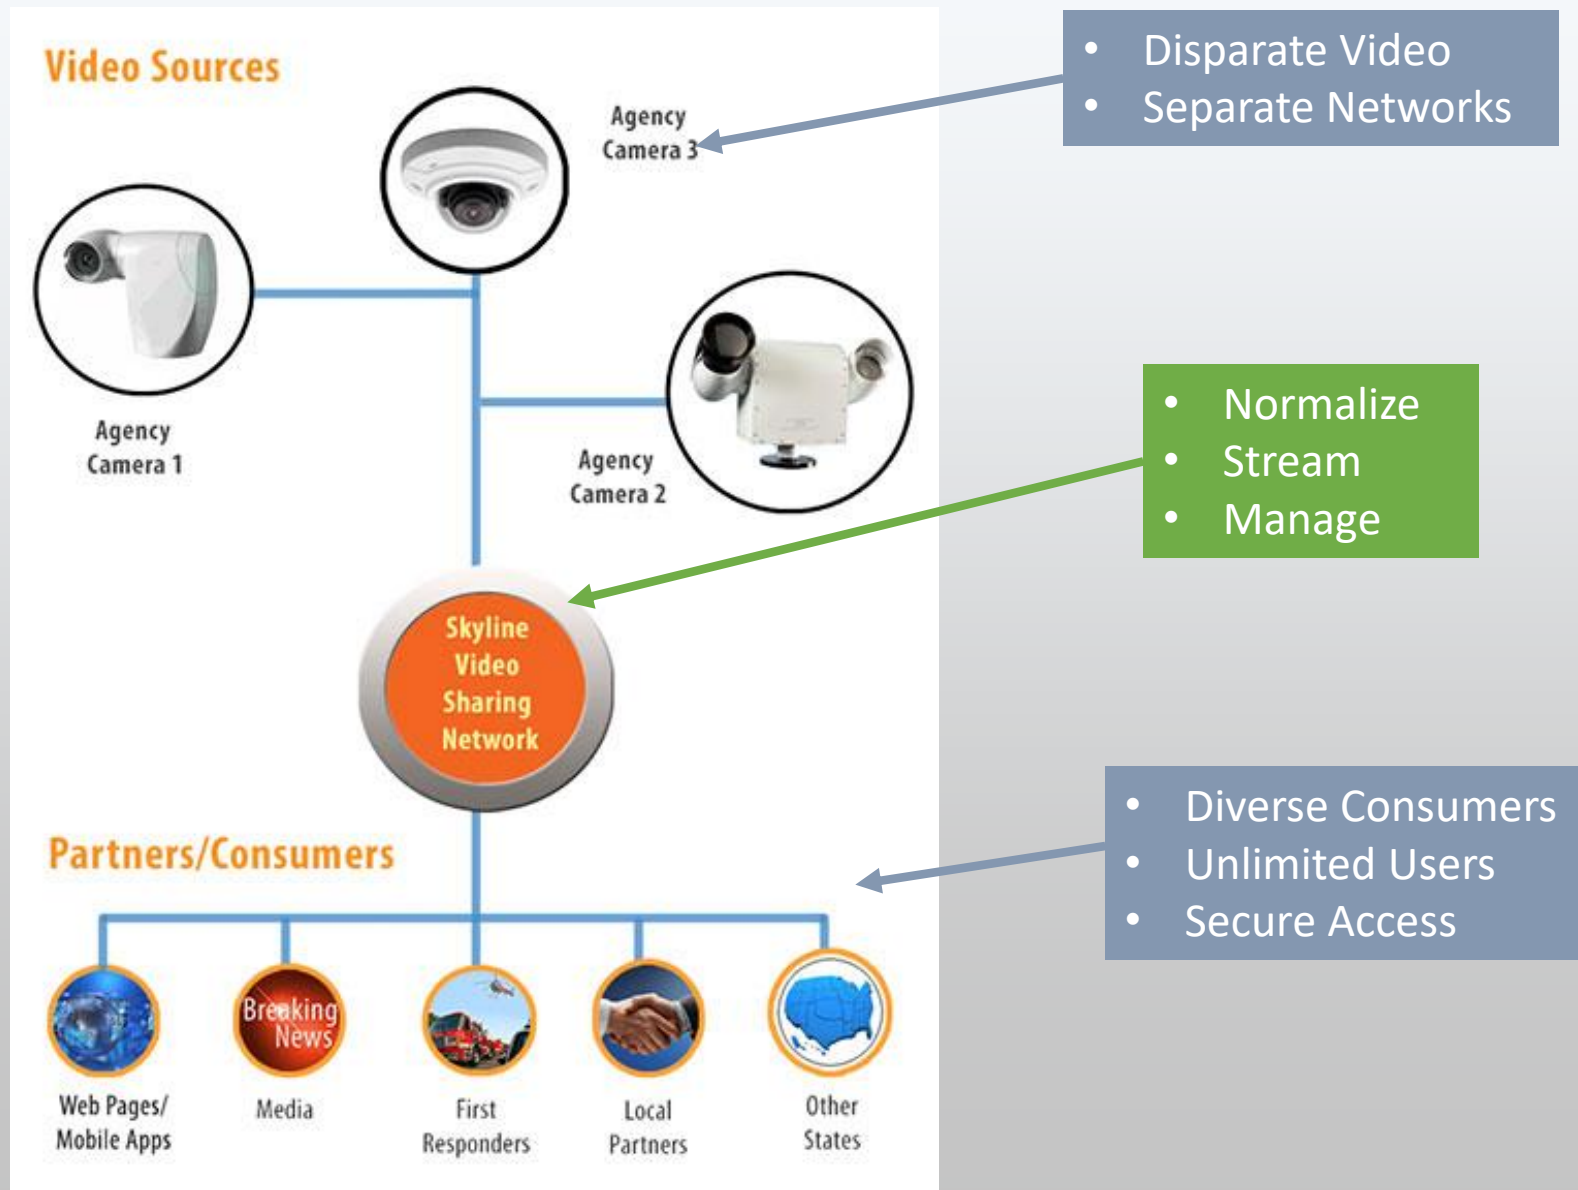 Video Sources
Agency
Camera 3
• Disparate Video
• Separate Networks
Agency
Camera 1
Agency
Camera 2
• Normalize
• Stream
• Manage
Skyline
Video
Sharing
Network
Partners/Consumers
• Diverse Consumers
• Unlimited Users
• Secure Access
Breaking
News
Web Pages/
Mobile Apps
Media
First
Responders
Local
Partners
Other
States